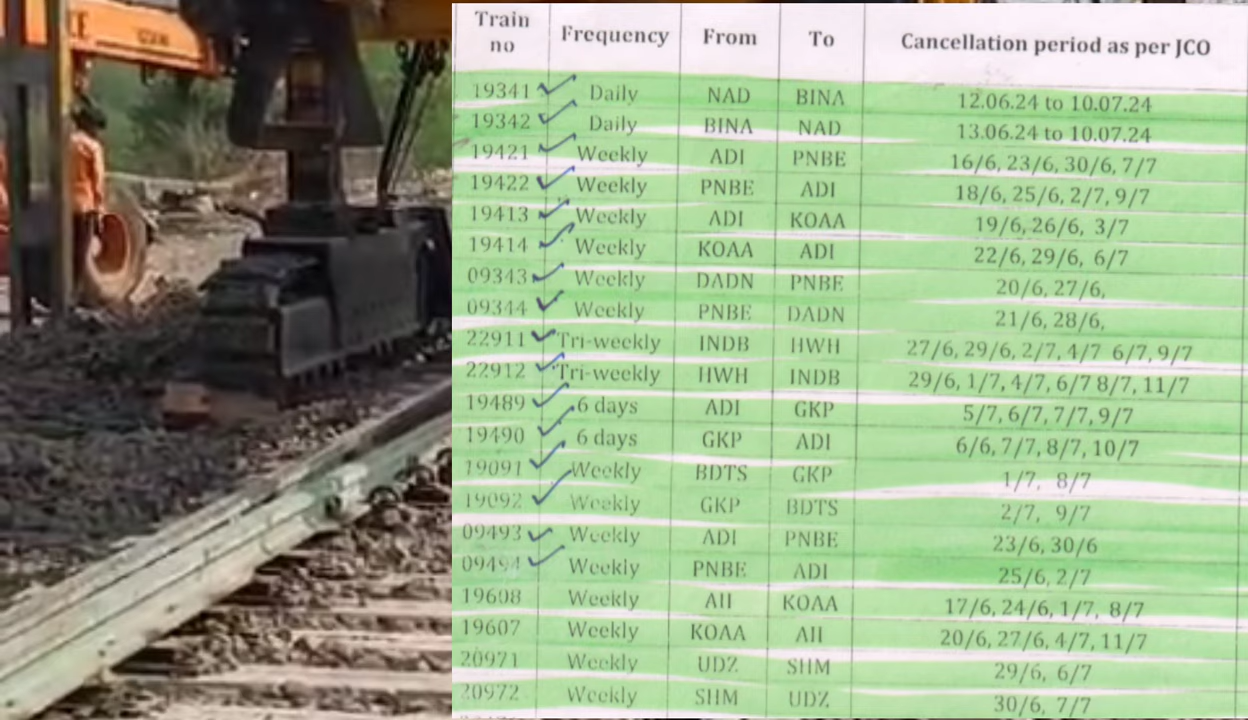 Train no Frequency From To Cancellation period as per JCO
19341 Daily NAD BINA 12.06.24 to 10.07.24
19342 Daily BINA NAD 13.06.24 to 10.07.24
19421 Weekly ADI PNBE 16/6, 23/6, 30/6, 7/7
19422 Weekly PNBE ADI 18/6, 25/6, 2/7, 9/7
19413 Weekly ADI KOAA 19/6, 26/6, 3/7
19414 Weekly KOAA ADI 22/6, 29/6, 6/7
09343 Weekly DADN PNBE 20/6, 27/6,
09344 Weekly PNBE DADN 21/6, 28/6,
22911 Tri-weekly INDB HWH 27/6, 29/6, 2/7, 4/7 6/7, 9/7
22912 Tri-weekly HWH INDB 29/6, 1/7, 4/7, 6/7 8/7, 11/7
19489 6 days ADI GKP 5/7, 6/7, 7/7, 9/7
19490 6 days GKP ADI 6/6, 7/7, 8/7, 10/7
19091 Weekly BDTS GKP 1/7, 8/7
19092 Weekly GKP BDTS 2/7, 9/7
09493 Weekly ADI PNBE 23/6, 30/6
09494 Weekly PNBE ADI 25/6, 2/7
19608 Weekly AII KOAA 17/6, 24/6, 1/7, 8/7
19607 Weekly KOAA AII 20/6, 27/6, 4/7, 11/7
20971 Weekly UDZ SHM 29/6, 6/7
20972 Weekly SHM UDZ 30/6, 7/7